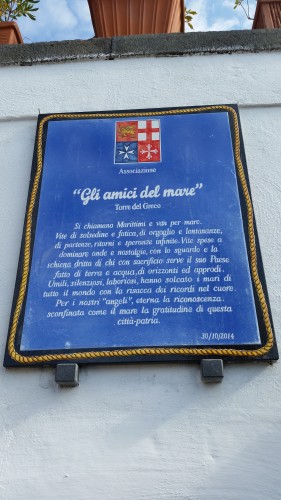 Associazione
"Gli amici del mare"
Torre del Greco
Si chiamano Marittimi e van per mare.
Vite di salsedine e fatica, di orgoglio e lontananze,
di partenze, ritorni e speranze infinite. Vite spese a
dominare onde e nostalgie, con lo sguardo e la
schiena dritta di chi con sacrificio serve il suo Paese
fatto di terra e acqua, di orizzonti ed approdi.
Umili, silenziosi, laboriosi, hanno solcato i mari di
tutto il mondo con la risacca dei ricordi nel cuore.
Per i nostri "angeli", eterna la riconoscenza,
sconfinata come il mare la gratitudine di questa
città-patria.
30/10/2014